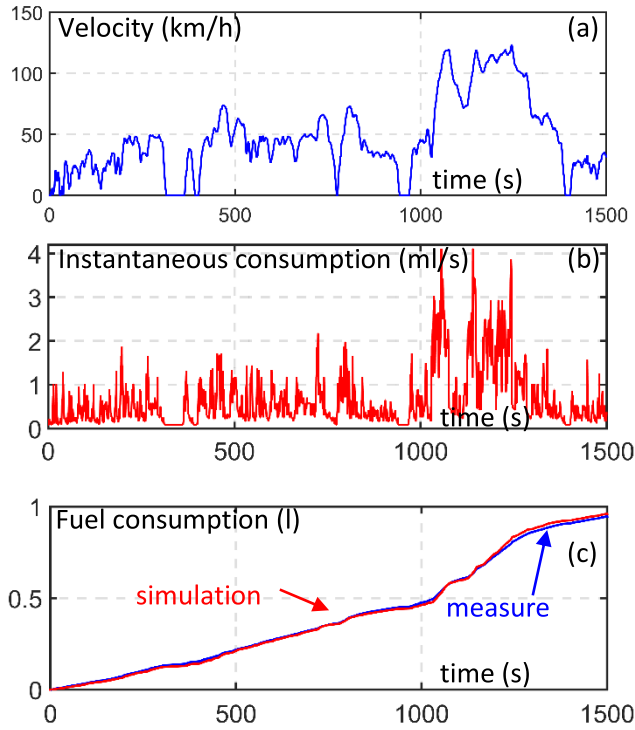 150
Velocity (km/h)
(a)
100
50
time (s)
0
0
500
1000
1500
4
Instantaneous consumption (ml/s)
(b)
3
2
1
time (s)
0
0
500
1000
1500
1
Fuel consumption (l)
(c)
simulation
0.5
measure
time (s)
0
0
500
1000
1500